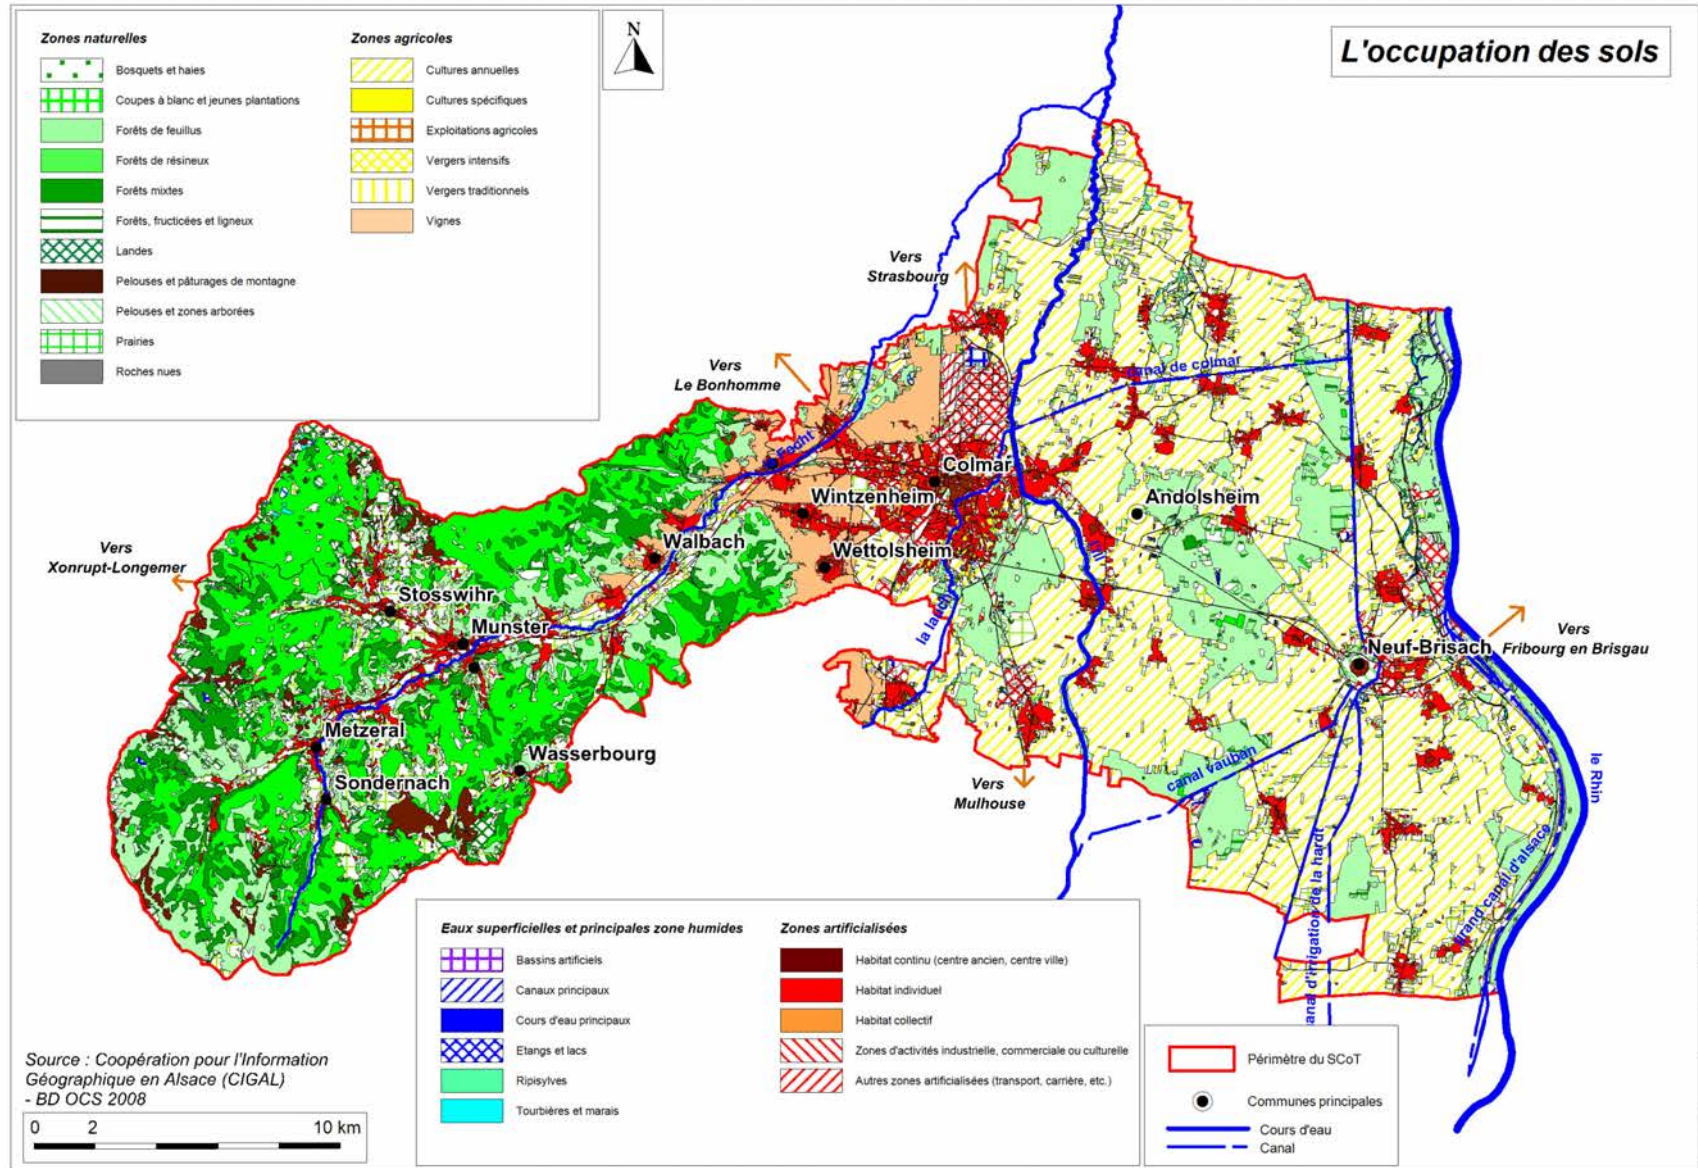 L'occupation des sols
Zones naturelles
Bosquets et haies
Coupes à blanc et jeunes plantations
Forêts de feuillus
Forêts de résineux
Forêts mixtes
Forêts, fructicées et ligneux
Landes
Pelouses et pâturages de montagne
Pelouses et zones arborées
Prairies
Roches nues
Zones agricoles
Cultures annuelles
Cultures spécifiques
Exploitations agricoles
Vergers intensifs
Vergers traditionnels
Vignes
N
Vers
Strasbourg
Vers
Le Bonhomme
Vers
Xonrupt-Longemer
Vers
Fribourg en Brisgau
Vers
Mulhouse
canal de colmar
Fecht
Colmar
Wintzenheim
Andolsheim
Walbach
Wettolsheim
l'ill
la lauch
Stosswihr
Munster
Neuf-Brisach
Metzeral
Wasserbourg
Sondernach
canal vauban
le Rhin
grand canal d'alsace
canal d'irrigation de la hardt
Eaux superficielles et principales zone humides
Bassins artificiels
Canaux principaux
Cours d'eau principaux
Etangs et lacs
Ripisylves
Tourbières et marais
Zones artificialisées
Habitat continu (centre ancien, centre ville)
Habitat individuel
Habitat collectif
Zones d'activités industrielle, commerciale ou culturelle
Autres zones artificialisées (transport, carrière, etc.)
Périmètre du SCoT
Communes principales
Cours d'eau
Canal
Source : Coopération pour l'Information
Géographique en Alsace (CIGAL)
- BD OCS 2008
0 2 10 km